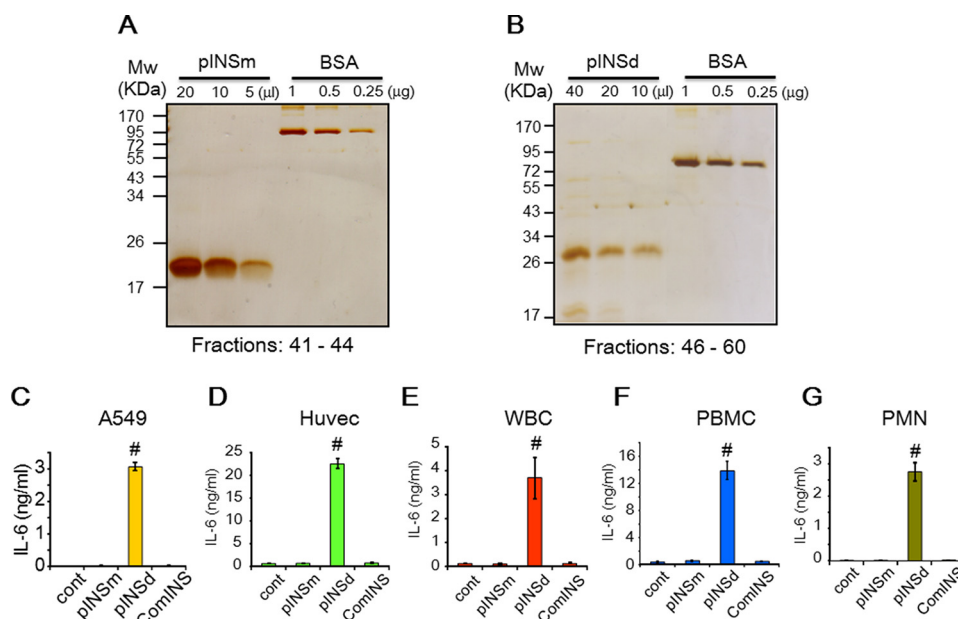 A
Mw
(KDa)
pINSm
BSA
20 10 5 (µl) 1 0.5 0.25 (µg)
170
95
72
55
43
34
26
17
Fractions: 41 - 44
B
Mw
(KDa)
pINSd
BSA
40 20 10 (µl) 1 0.5 0.25 (µg)
170
95
72
55
43
34
26
17
Fractions: 46 - 60
C
A549
IL-6 (ng/ml)
3
2
1
0
#
cont pINSm pINSd ComINS
D
Huvec
IL-6 (ng/ml)
25
20
15
10
5
0
#
cont pINSm pINSd ComINS
E
WBC
IL-6 (ng/ml)
5
4
3
2
1
0
#
cont pINSm pINSd ComINS
F
PBMC
IL-6 (ng/ml)
16
12
8
4
0
#
cont pINSm pINSd ComINS
G
PMN
IL-6 (ng/ml)
3
2
1
0
#
cont pINSm pINSd ComINS